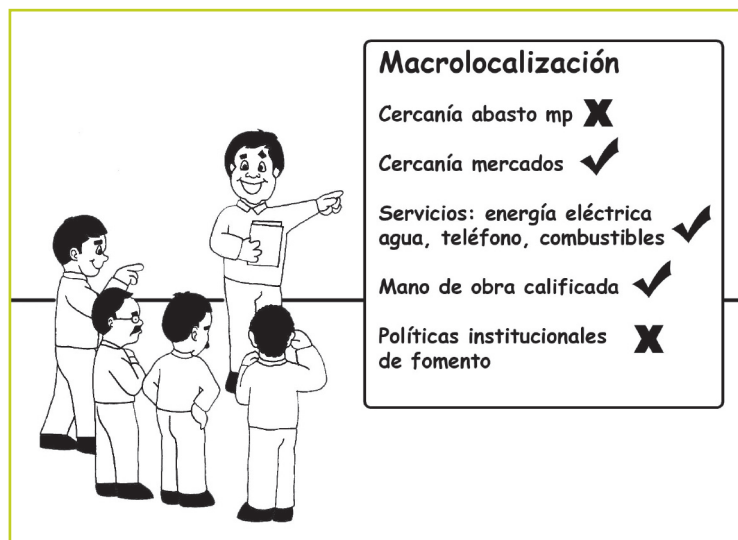 Macrolocalización
Cercanía abasto mp
Cercanía mercados
Servicios: energía eléctrica
agua, teléfono, combustibles
Mano de obra calificada
Políticas institucionales
de fomento